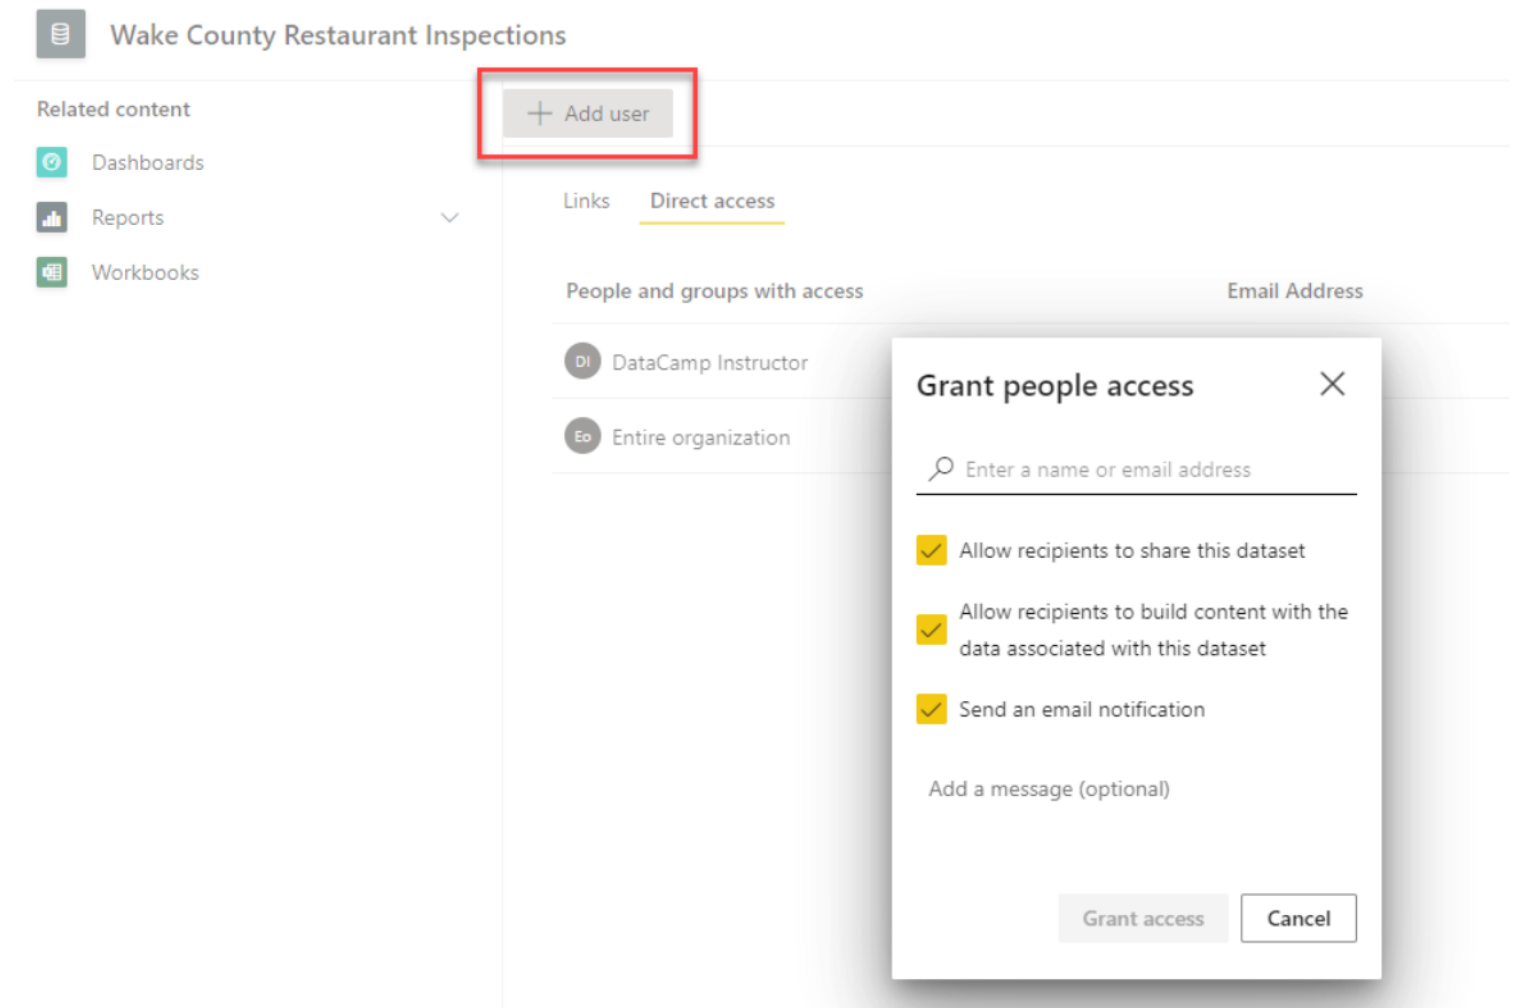 Wake County Restaurant Inspections
Related content
Dashboards
Reports
Workbooks
Add user
Links
Direct access
People and groups with access
Email Address
DI
DataCamp Instructor
Eo
Entire organization
Grant people access
Enter a name or email address
Allow recipients to share this dataset
Allow recipients to build content with the
data associated with this dataset
Send an email notification
Add a message (optional)
Grant access
Cancel